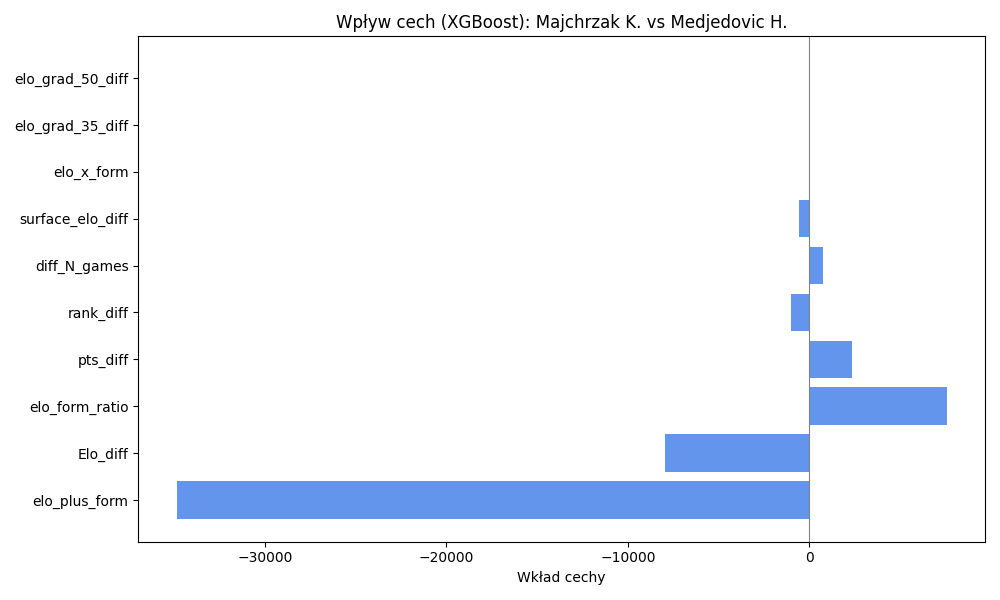 Wpływ cech (XGBoost): Majchrzak K. vs Medjedovic H.
elo_grad_50_diff
elo_grad_35_diff
elo_x_form
surface_elo_diff
diff_N_games
rank_diff
pts_diff
elo_form_ratio
Elo_diff
elo_plus_form
−30000 −20000 −10000 0
Wkład cechy